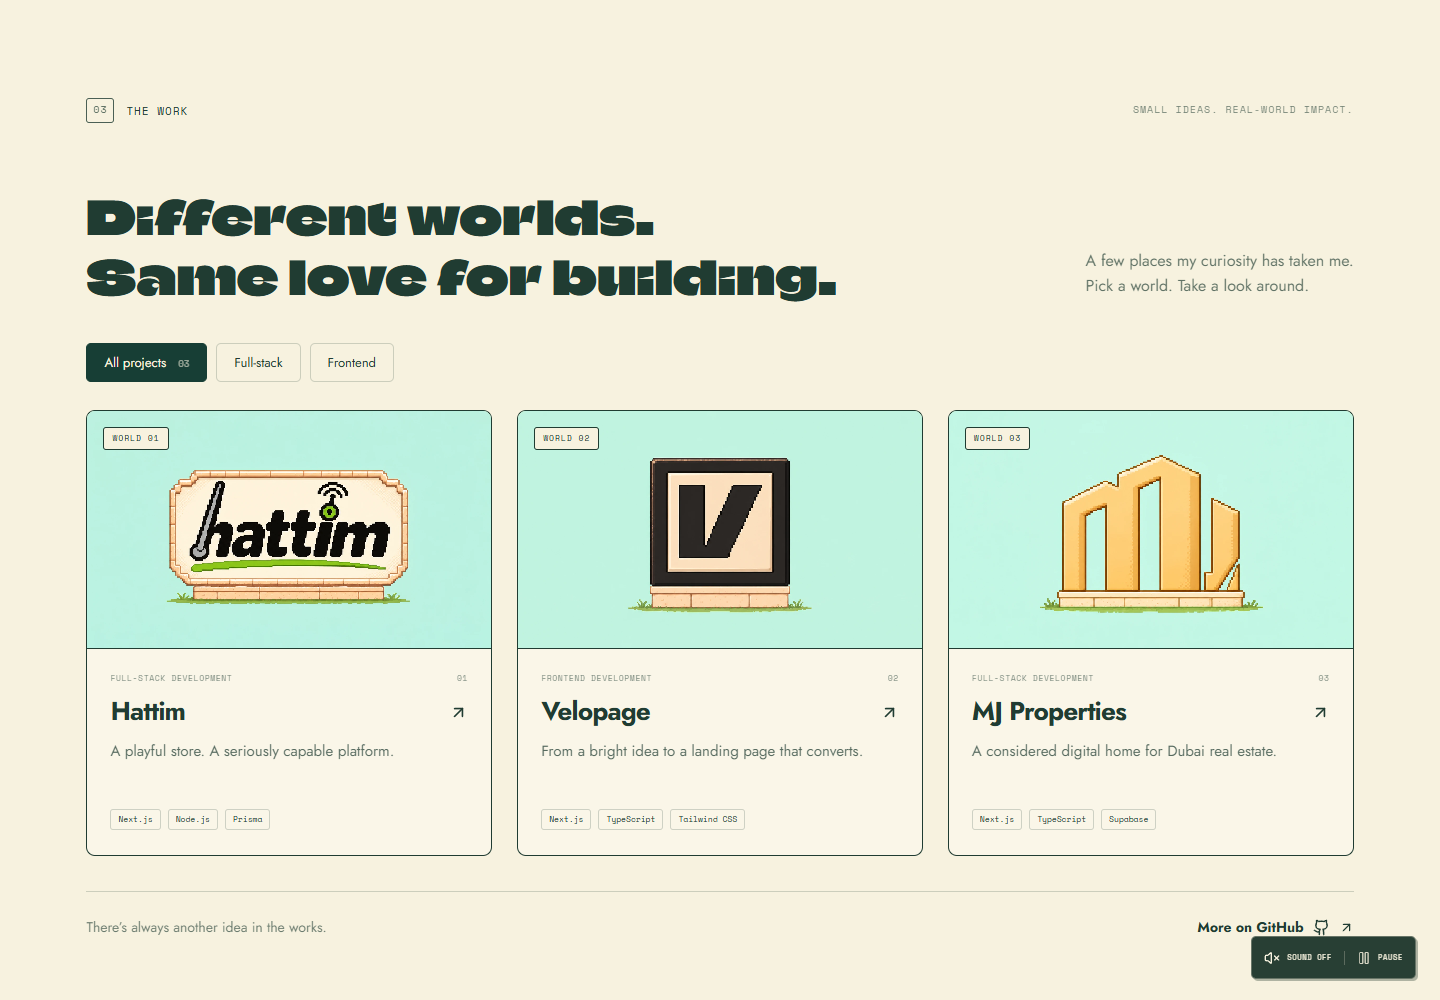 03 THE WORK
SMALL IDEAS. REAL-WORLD IMPACT.
Different worlds.
Same love for building.
A few places my curiosity has taken me.
Pick a world. Take a look around.
All projects 03
Full-stack
Frontend
WORLD 01
hattim
FULL-STACK DEVELOPMENT 01
Hattim
A playful store. A seriously capable platform.
Next.js Node.js Prisma
WORLD 02
V
FRONTEND DEVELOPMENT 02
Velopage
From a bright idea to a landing page that converts.
Next.js TypeScript Tailwind CSS
WORLD 03
MJ
FULL-STACK DEVELOPMENT 03
MJ Properties
A considered digital home for Dubai real estate.
Next.js TypeScript Supabase
There's always another idea in the works.
More on GitHub
SOUND OFF
PAUSE